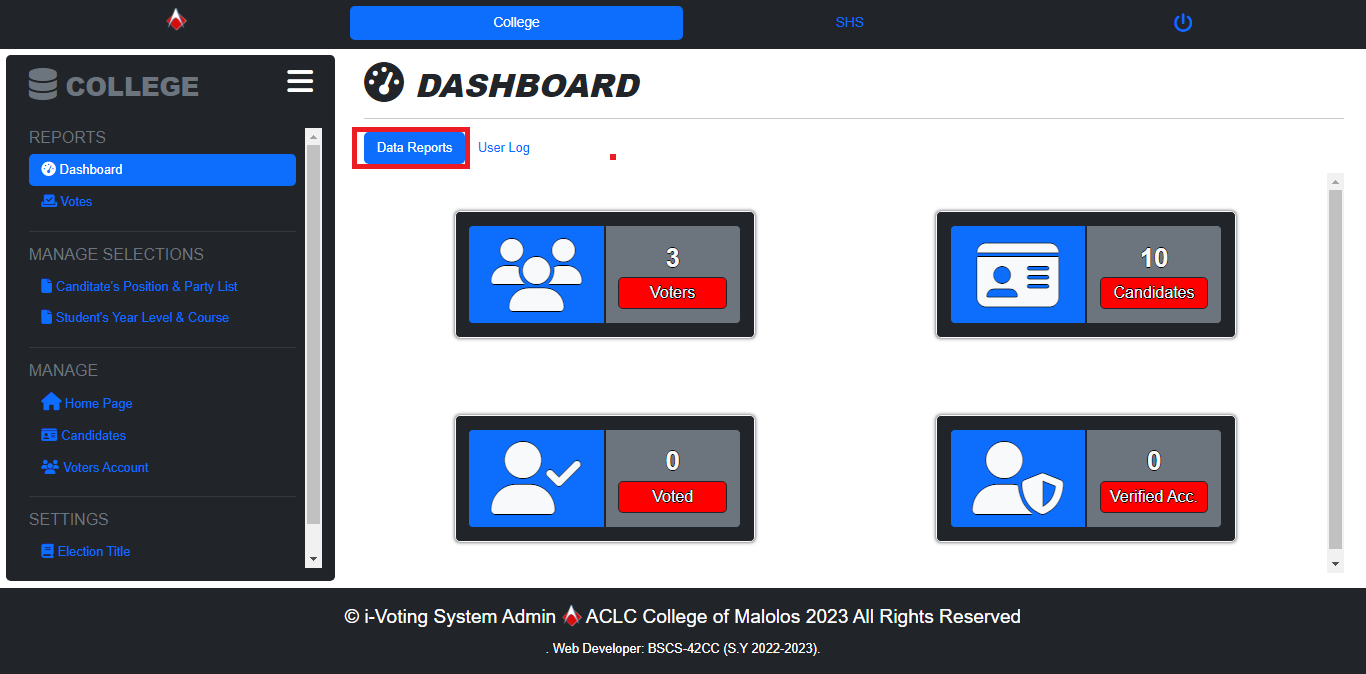 College
SHS
COLLEGE
DASHBOARD
REPORTS
Dashboard
Votes
MANAGE SELECTIONS
Canditate's Position & Party List
Student's Year Level & Course
MANAGE
Home Page
Candidates
Voters Account
SETTINGS
Election Title
Data Reports
User Log
3
Voters
10
Candidates
0
Voted
0
Verified Acc.
© i-Voting System Admin ACLC College of Malolos 2023 All Rights Reserved
. Web Developer: BSCS-42CC (S.Y 2022-2023).